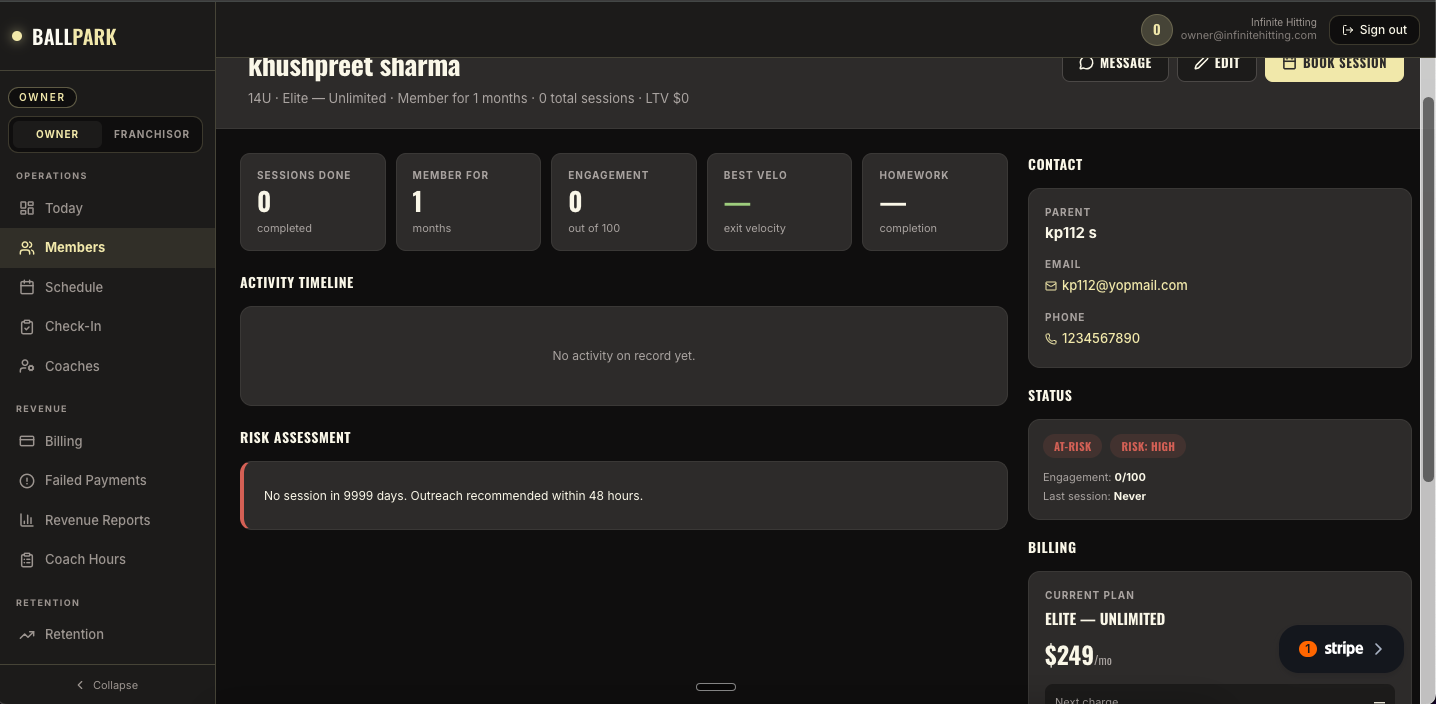 BALLPARK
OWNER
OWNER FRANCHISOR
OPERATIONS
Today
Members
Schedule
Check-In
Coaches
REVENUE
Billing
Failed Payments
Revenue Reports
Coach Hours
RETENTION
Retention
Collapse
0
Infinite Hitting
owner@infinitehitting.com
Sign out
khushpreet sharma
14U · Elite — Unlimited · Member for 1 months · 0 total sessions · LTV $0
MESSAGE
EDIT
BOOK SESSION
SESSIONS DONE
0
completed
MEMBER FOR
1
months
ENGAGEMENT
0
out of 100
BEST VELO
—
exit velocity
HOMEWORK
—
completion
ACTIVITY TIMELINE
No activity on record yet.
RISK ASSESSMENT
No session in 9999 days. Outreach recommended within 48 hours.
CONTACT
PARENT
kp112 s
EMAIL
kp112@yopmail.com
PHONE
1234567890
STATUS
AT-RISK RISK: HIGH
Engagement: 0/100
Last session: Never
BILLING
CURRENT PLAN
ELITE — UNLIMITED
$249/mo
1 stripe
Next charge —